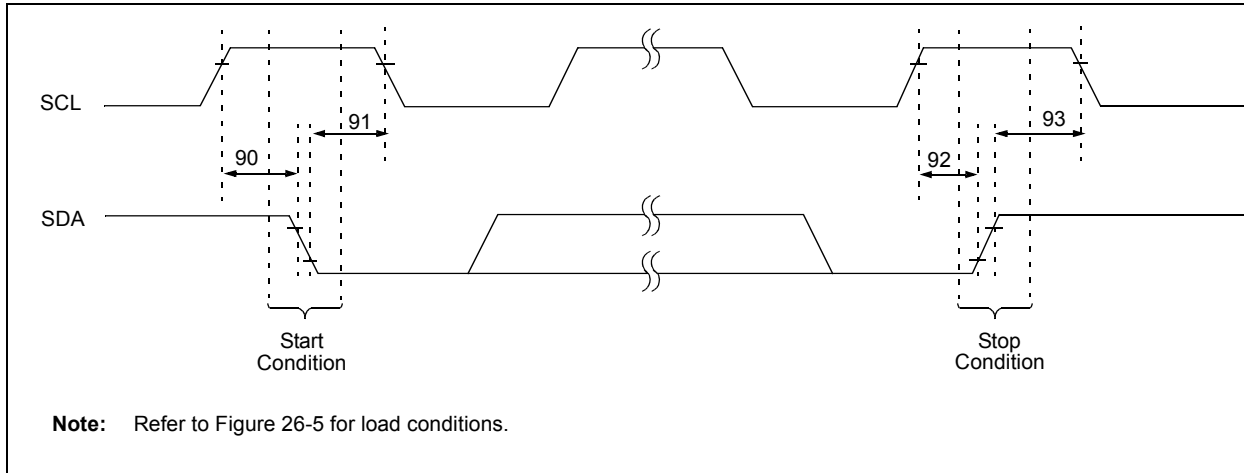 SCL
91
93
90
92
SDA
Start
Condition
Stop
Condition
Note: Refer to Figure 26-5 for load conditions.